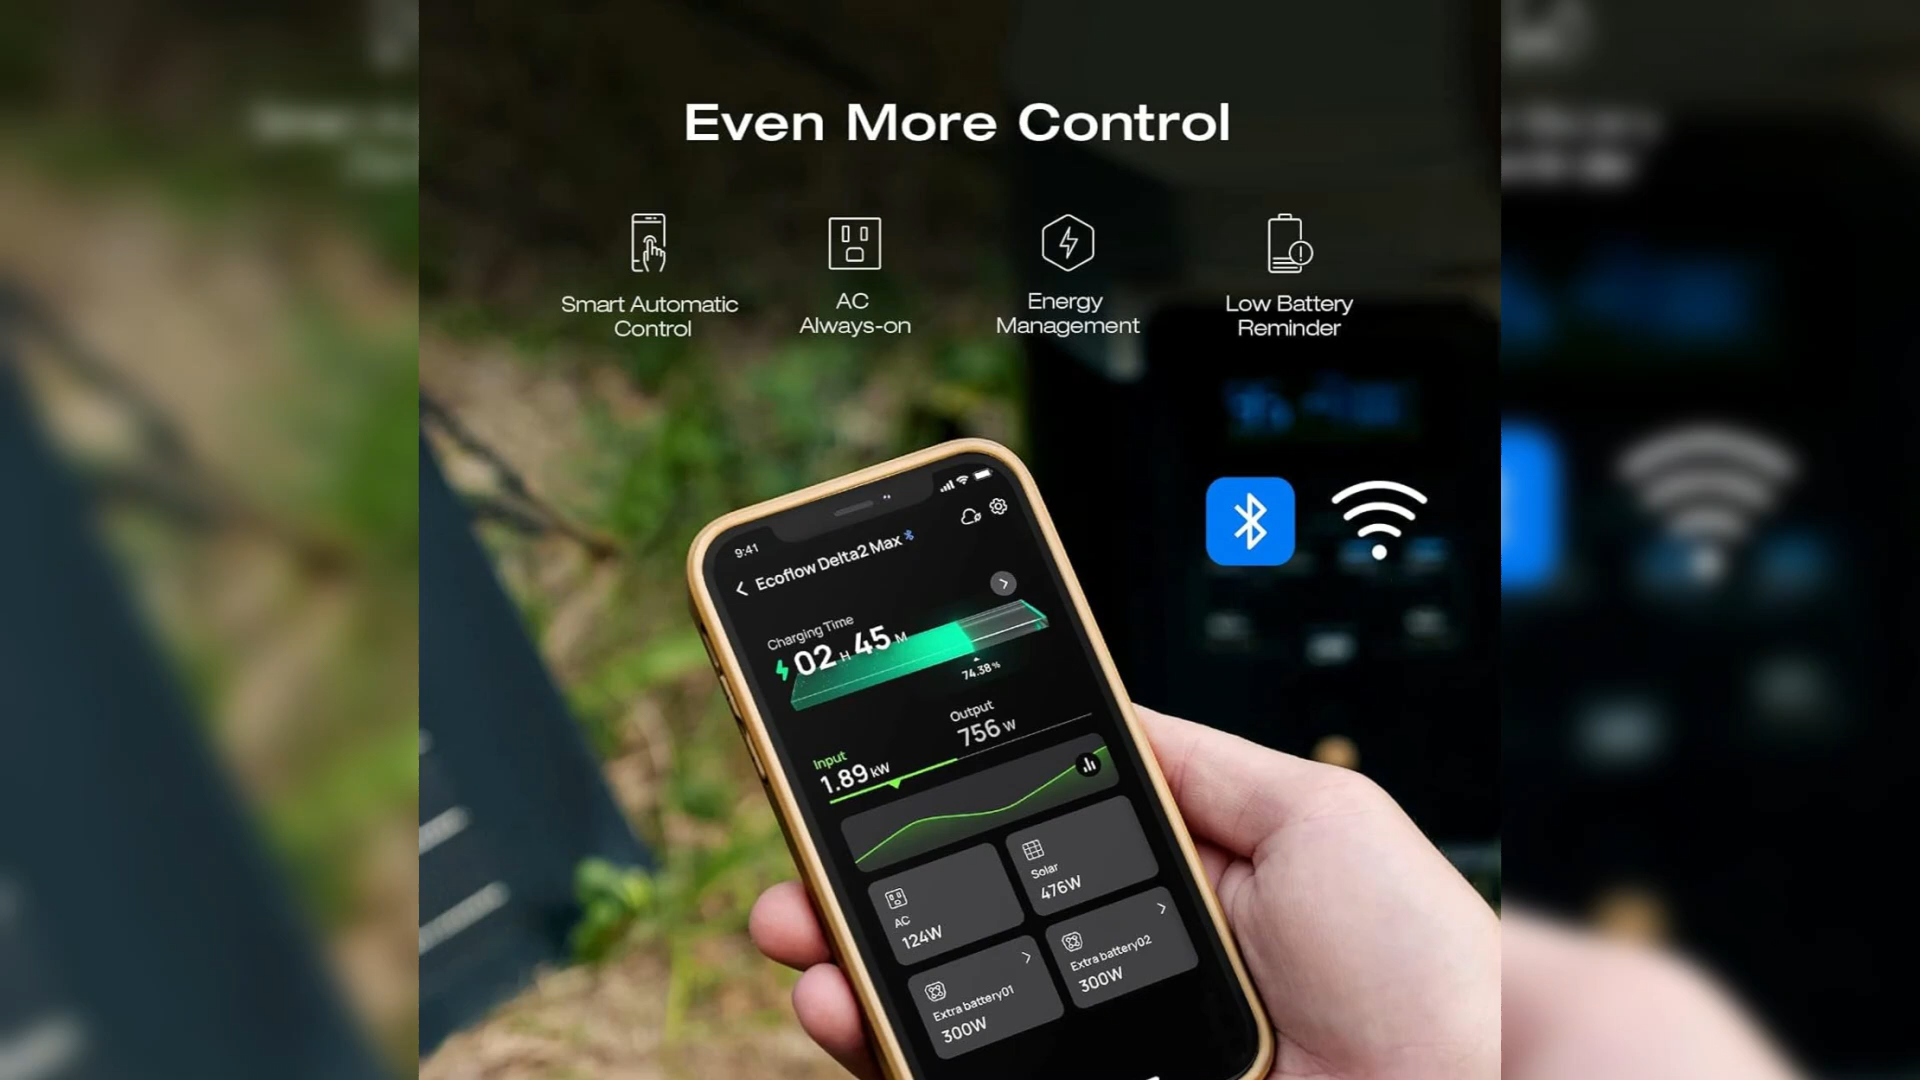 Even More Control
Smart Automatic
Control
AC
Always-on
Energy
Management
Low Battery
Reminder
9:41
Ecoflow Delta2 Max
Charging Time
02 H 45 M
74.38%
Output
756 W
Input
1.89 kW
AC
124W
Solar
476W
Extra battery01
300W
Extra battery02
300W